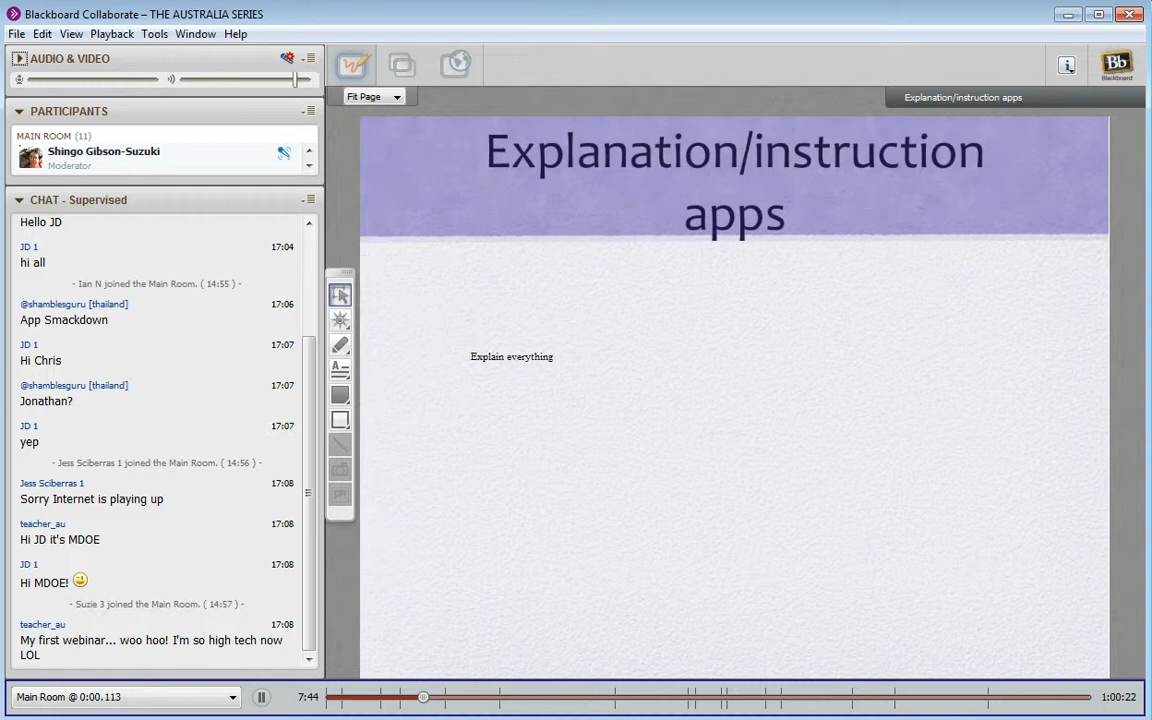 Blackboard Collaborate – THE AUSTRALIA SERIES
File Edit View Playback Tools Window Help
AUDIO & VIDEO
PARTICIPANTS
MAIN ROOM (11)
Shingo Gibson-Suzuki
Moderator
CHAT - Supervised
Hello JD
JD 1 17:04
hi all
- Ian N joined the Main Room. ( 14:55 ) -
@shamblesguru [thailand] 17:06
App Smackdown
JD 1 17:07
Hi Chris
@shamblesguru [thailand] 17:07
Jonathan?
JD 1 17:07
yep
- Jess Sciberras 1 joined the Main Room. ( 14:56 ) -
Jess Sciberras 1 17:08
Sorry Internet is playing up
teacher_au 17:08
Hi JD it's MDOE
JD 1 17:08
Hi MDOE!
- Suzie 3 joined the Main Room. ( 14:57 ) -
teacher_au 17:08
My first webinar... woo hoo! I'm so high tech now
LOL
Main Room @ 0:00.113
7:44
1:00:22
Fit Page
Explanation/instruction apps
Bb
Blackboard
Explanation/instruction
apps
Explain everything